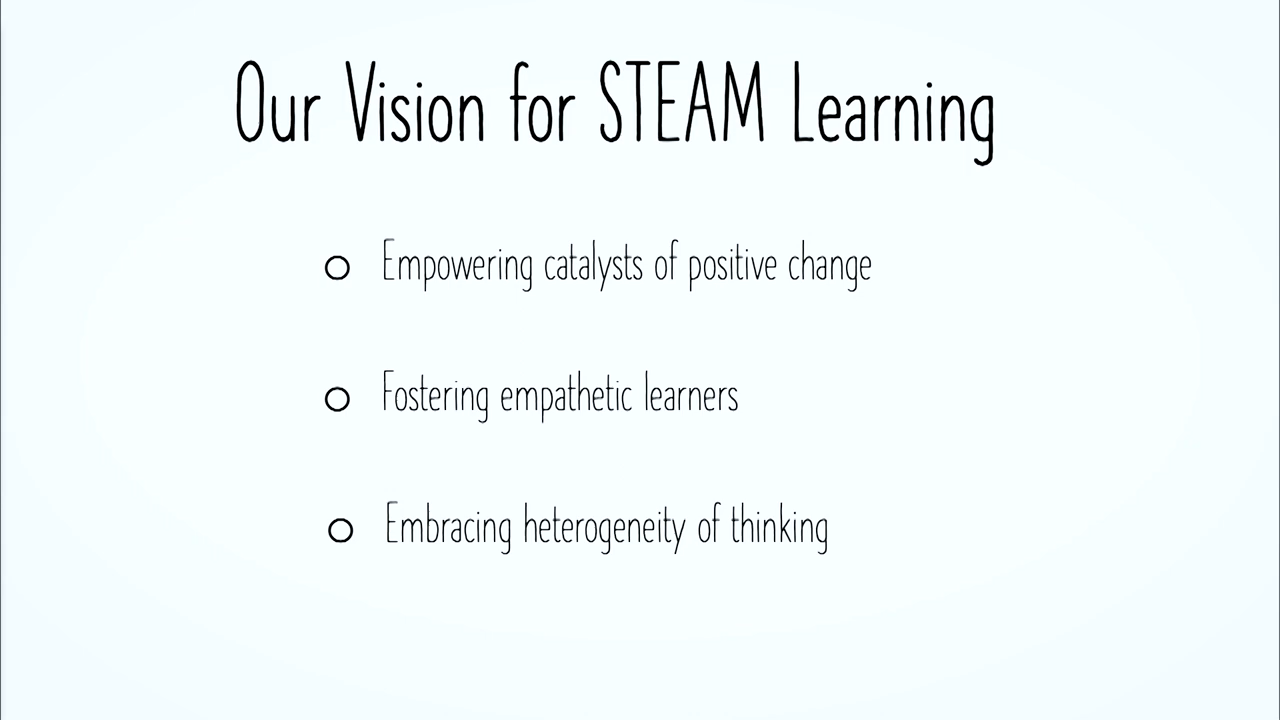 Our Vision for STEAM Learning
Empowering catalysts of positive change
Fostering empathetic learners
Embracing heterogeneity of thinking